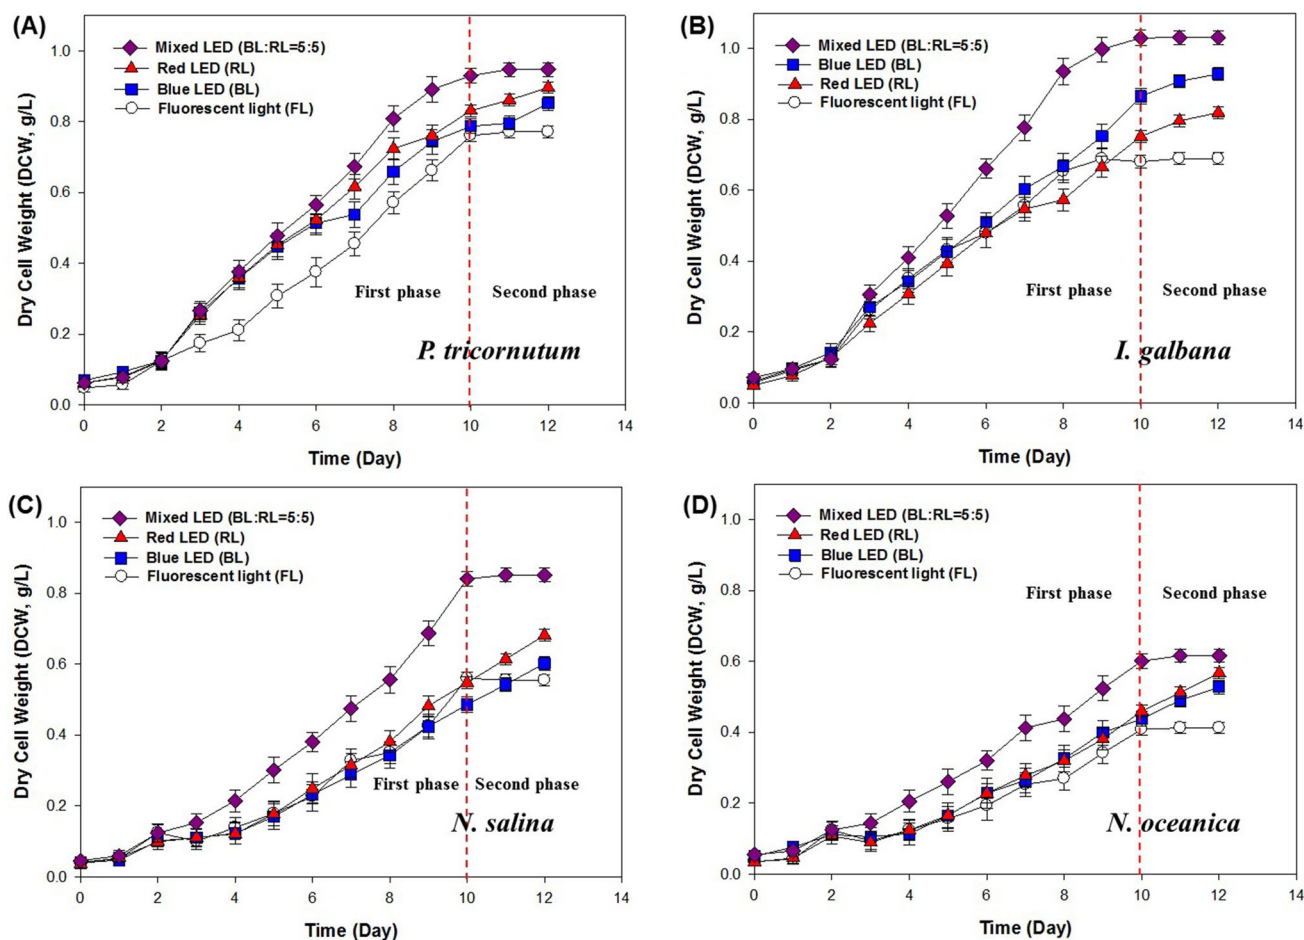 (A)
Mixed LED (BL:RL=5:5)
Red LED (RL)
Blue LED (BL)
Fluorescent light (FL)
Dry Cell Weight (DCW, g/L)
1.0
0.8
0.6
0.4
0.2
0.0
First phase
Second phase
P. tricornutum
0 2 4 6 8 10 12 14
Time (Day)
(B)
Mixed LED (BL:RL=5:5)
Blue LED (BL)
Red LED (RL)
Fluorescent light (FL)
Dry Cell Weight (DCW, g/L)
1.0
0.8
0.6
0.4
0.2
0.0
First phase
Second phase
I. galbana
0 2 4 6 8 10 12 14
Time (Day)
(C)
Mixed LED (BL:RL=5:5)
Red LED (RL)
Blue LED (BL)
Fluorescent light (FL)
Dry Cell Weight (DCW, g/L)
1.0
0.8
0.6
0.4
0.2
0.0
First phase
Second phase
N. salina
0 2 4 6 8 10 12 14
Time (Day)
(D)
Mixed LED (BL:RL=5:5)
Red LED (RL)
Blue LED (BL)
Fluorescent light (FL)
Dry Cell Weight (DCW, g/L)
1.0
0.8
0.6
0.4
0.2
0.0
First phase
Second phase
N. oceanica
0 2 4 6 8 10 12 14
Time (Day)